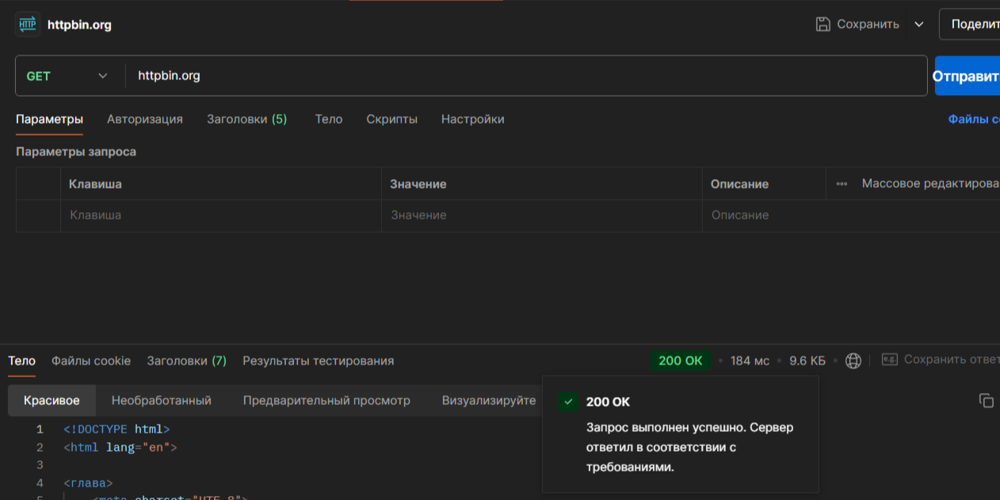 HTTP httpbin.org Сохранить Поделит
GET httpbin.org Отправит
Параметры Авторизация Заголовки (5) Тело Скрипты Настройки Файлы c
Параметры запроса
Клавиша Значение Описание Массовое редактирова
Клавиша Значение Описание
Тело Файлы cookie Заголовки (7) Результаты тестирования 200 ОК 184 мс 9.6 КБ e.g. Сохранить ответ
Красивое Необработанный Предварительный просмотр Визуализируйте
200 ОК
Запрос выполнен успешно. Сервер
ответил в соответствии с
требованиями.
1 <!DOCTYPE html>
2 <html lang="en">
3
4 <глава>
5 <meta charset="UTF-8">